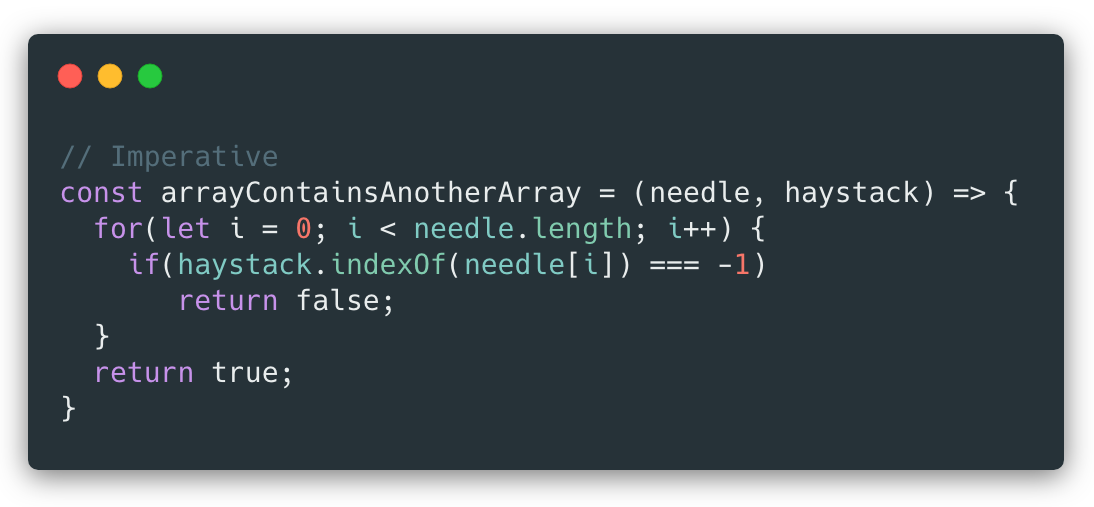 // Imperative
const arrayContainsAnotherArray = (needle, haystack) => {
  for(let i = 0; i < needle.length; i++) {
    if(haystack.indexOf(needle[i]) === -1)
       return false;
  }
  return true;
}